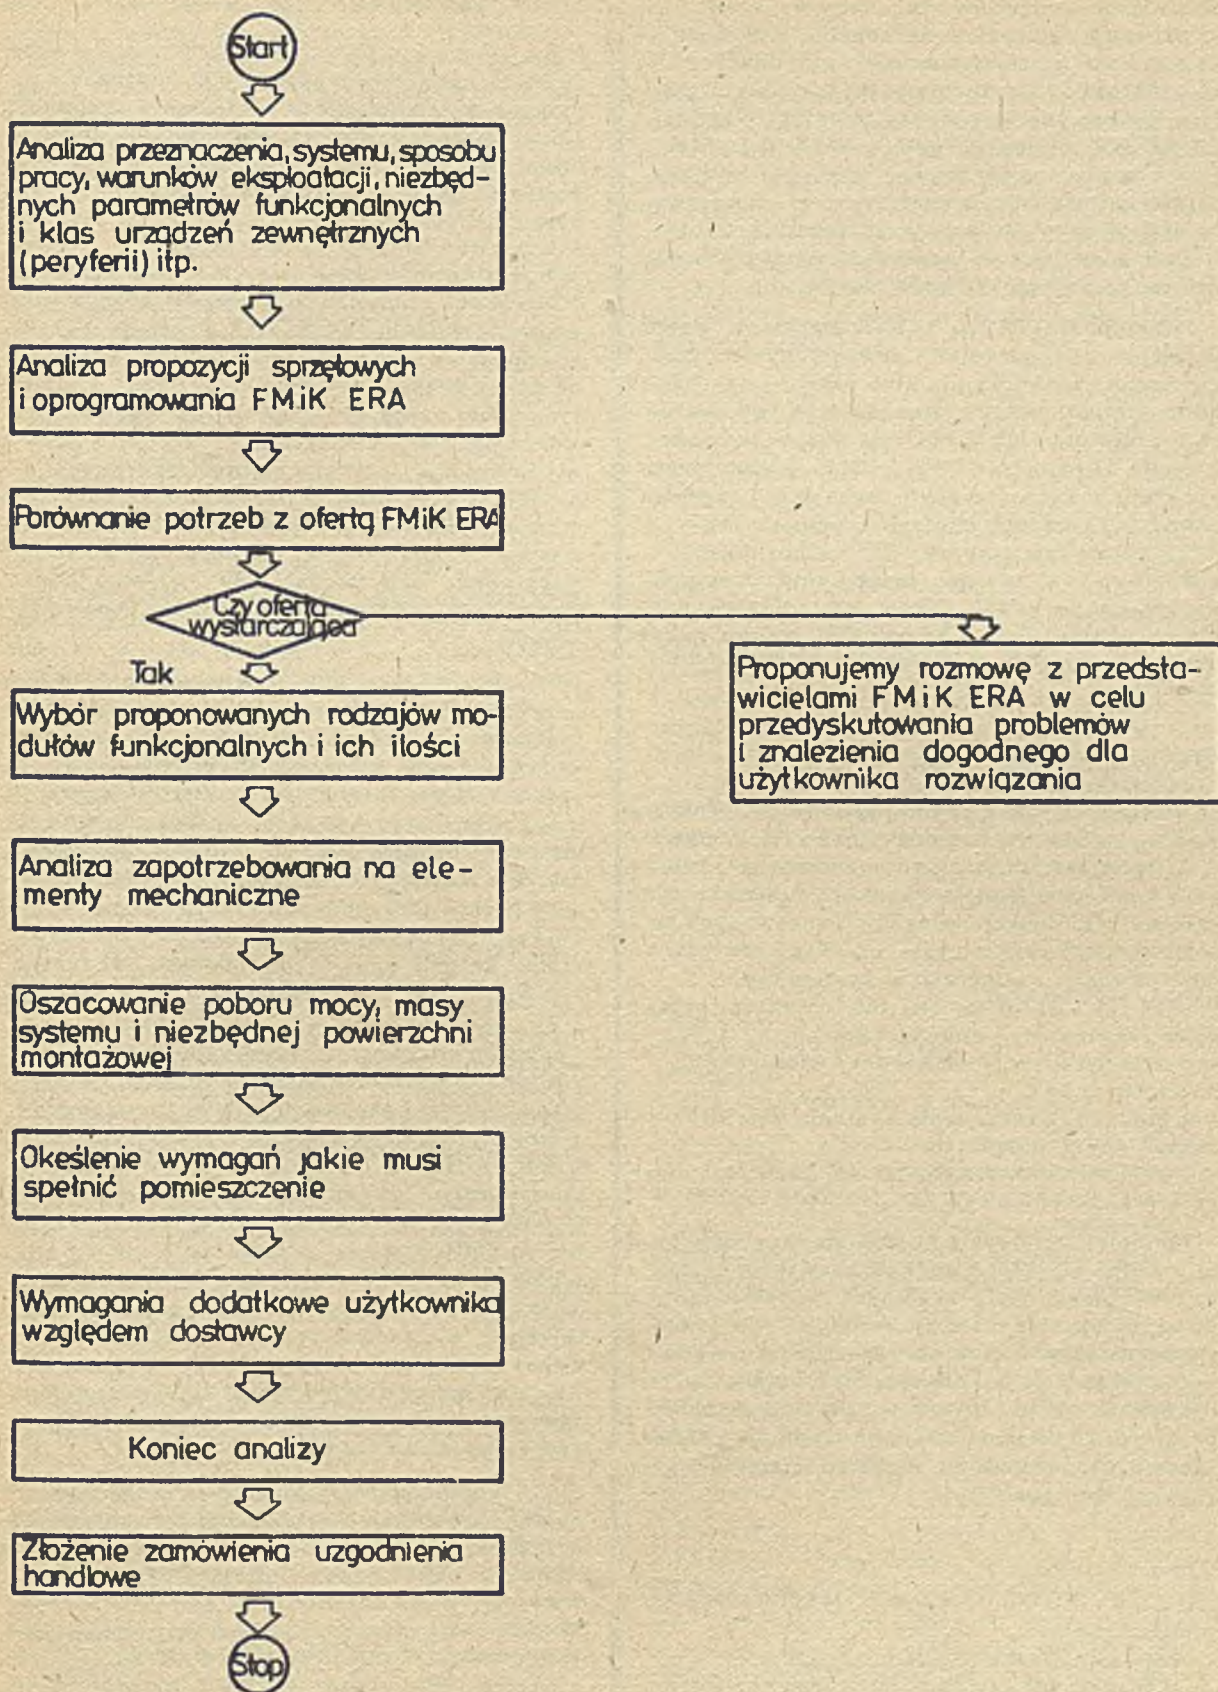 Start
Analiza przeznaczenia, systemu, sposobu
pracy, warunków eksploatacji, niezbęd-
nych parametrów funkcjonalnych
i klas urządzeń zewnętrznych
(peryferii) itp.
Analiza propozycji sprzętowych
i oprogramowania FMiK ERA
Porównanie potrzeb z ofertą FMiK ERA
Czy oferta
wystarczająca
Tak
Wybór proponowanych rodzajów mo-
dułów funkcjonalnych i ich ilości
Proponujemy rozmowę z przedsta-
wicielami FMiK ERA w celu
przedyskutowania problemów
i znalezienia dogodnego dla
użytkownika rozwiązania
Analiza zapotrzebowania na ele-
menty mechaniczne
Oszacowanie poboru mocy, masy
systemu i niezbędnej powierzchni
montażowej
Określenie wymagań jakie musi
spełnić pomieszczenie
Wymagania dodatkowe użytkownika
względem dostawcy
Koniec analizy
Złożenie zamówienia uzgodnienia
handlowe
Stop